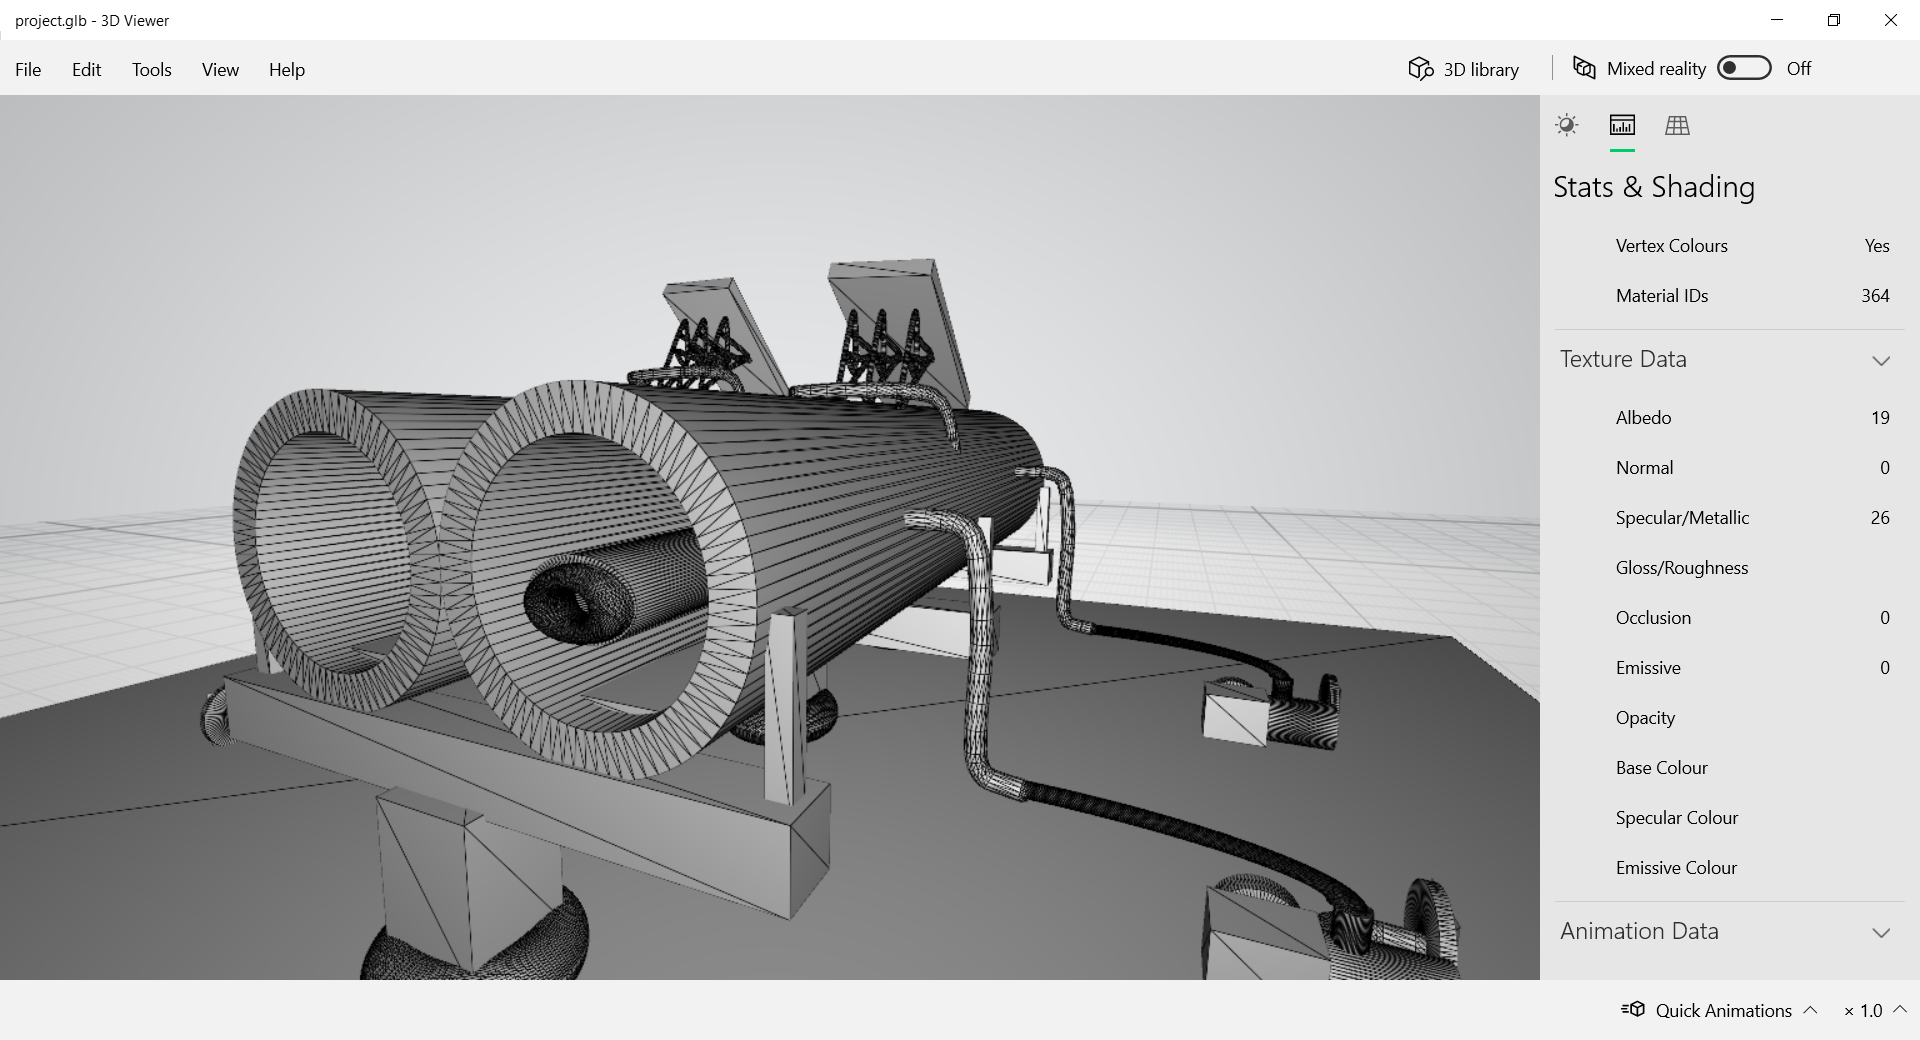 project.glb - 3D Viewer
File Edit Tools View Help
3D library Mixed reality Off
Stats & Shading
Vertex Colours Yes
Material IDs 364
Texture Data
Albedo 19
Normal 0
Specular/Metallic 26
Gloss/Roughness
Occlusion 0
Emissive 0
Opacity
Base Colour
Specular Colour
Emissive Colour
Animation Data
Quick Animations × 1.0